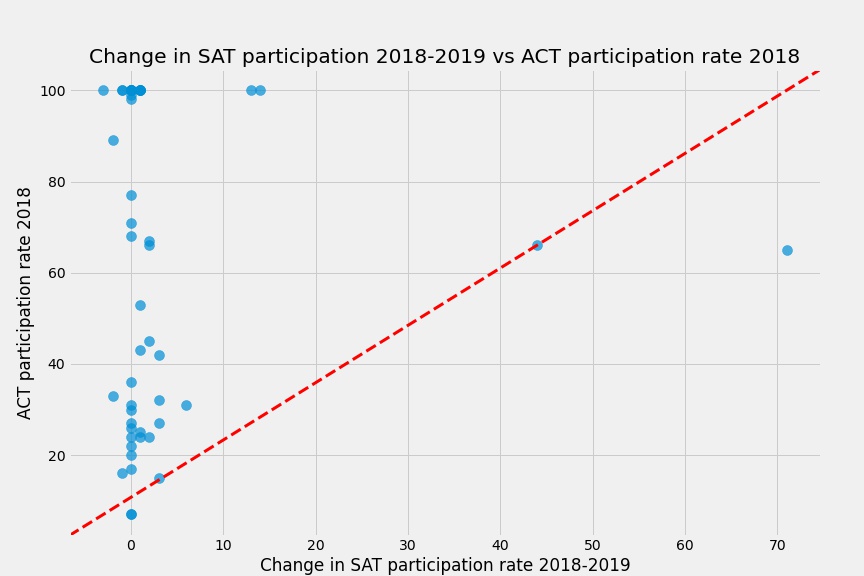 Change in SAT participation 2018-2019 vs ACT participation rate 2018
100
80
60
40
20
ACT participation rate 2018
0 10 20 30 40 50 60 70
Change in SAT participation rate 2018-2019